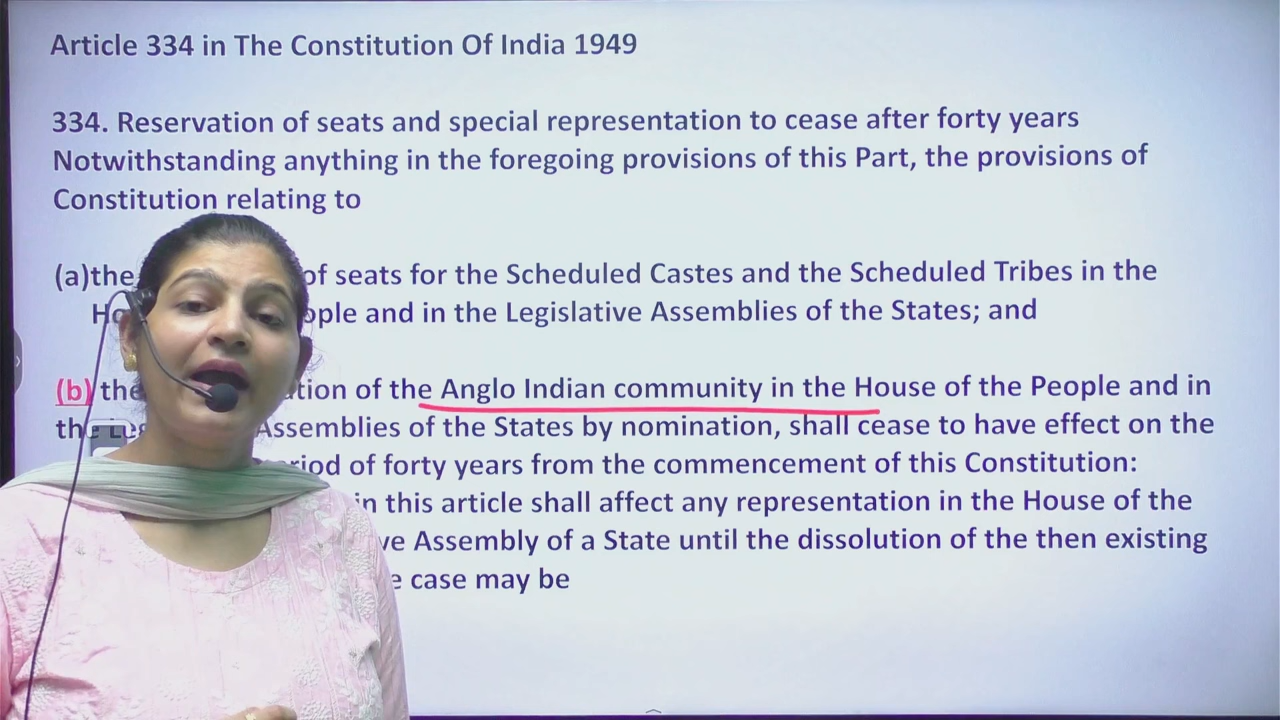 Article 334 in The Constitution Of India 1949
334. Reservation of seats and special representation to cease after forty years
Notwithstanding anything in the foregoing provisions of this Part, the provisions of
Constitution relating to
(a)the of seats for the Scheduled Castes and the Scheduled Tribes in the
and in the Legislative Assemblies of the States; and
(b) the of the Anglo Indian community in the House of the People and in
the Assemblies of the States by nomination, shall cease to have effect on the
of forty years from the commencement of this Constitution:
in this article shall affect any representation in the House of the
Assembly of a State until the dissolution of the then existing
case may be